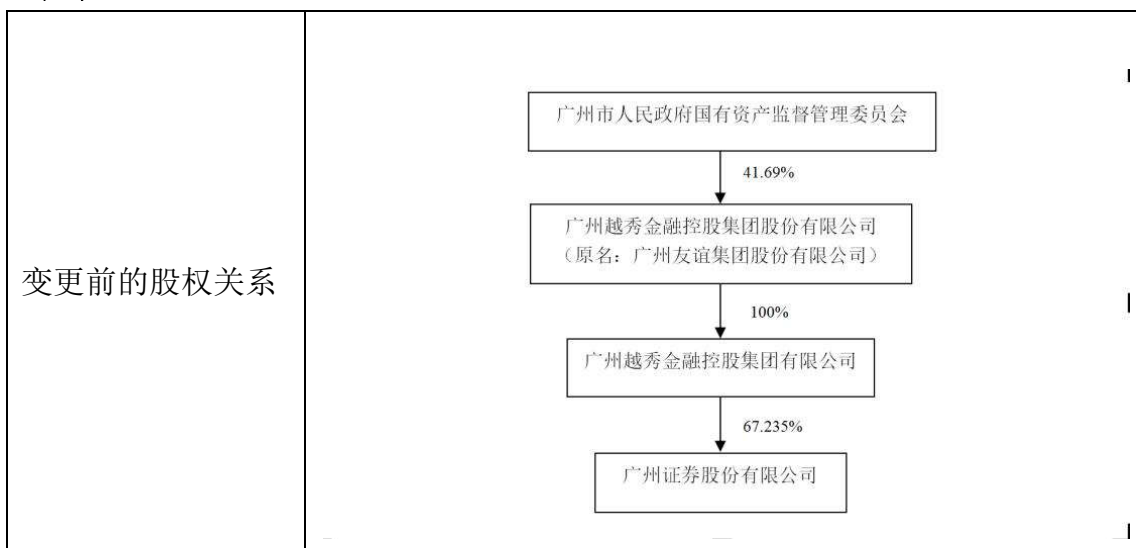 变更前的股权关系
广州市人民政府国有资产监督管理委员会
41.69%
广州越秀金融控股集团股份有限公司
（原名：广州友谊集团股份有限公司）
100%
广州越秀金融控股集团有限公司
67.235%
广州证券股份有限公司